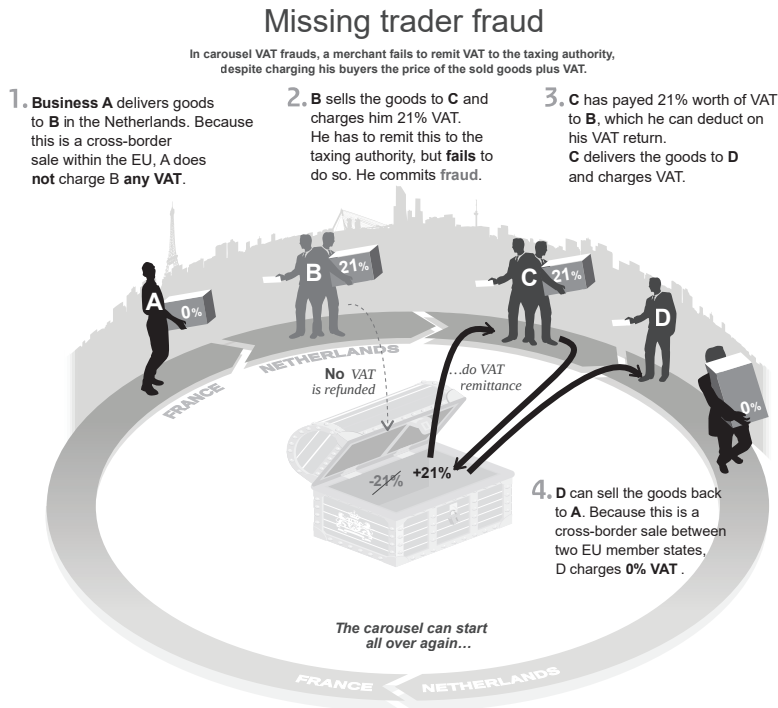 Missing trader fraud
In carousel VAT frauds, a merchant fails to remit VAT to the taxing authority,
despite charging his buyers the price of the sold goods plus VAT.
1. Business A delivers goods
to B in the Netherlands. Because
this is a cross-border
sale within the EU, A does
not charge B any VAT.
2. B sells the goods to C and
charges him 21% VAT.
He has to remit this to the
taxing authority, but fails to
do so. He commits fraud.
3. C has payed 21% worth of VAT
to B, which he can deduct on
his VAT return.
C delivers the goods to D
and charges VAT.
A
0%
B
21%
C
21%
D
0%
FRANCE
NETHERLANDS
No VAT
is refunded
...do VAT
remittance
-21%
+21%
4. D can sell the goods back
to A. Because this is a
cross-border sale between
two EU member states,
D charges 0% VAT .
The carousel can start
all over again...
FRANCE
NETHERLANDS